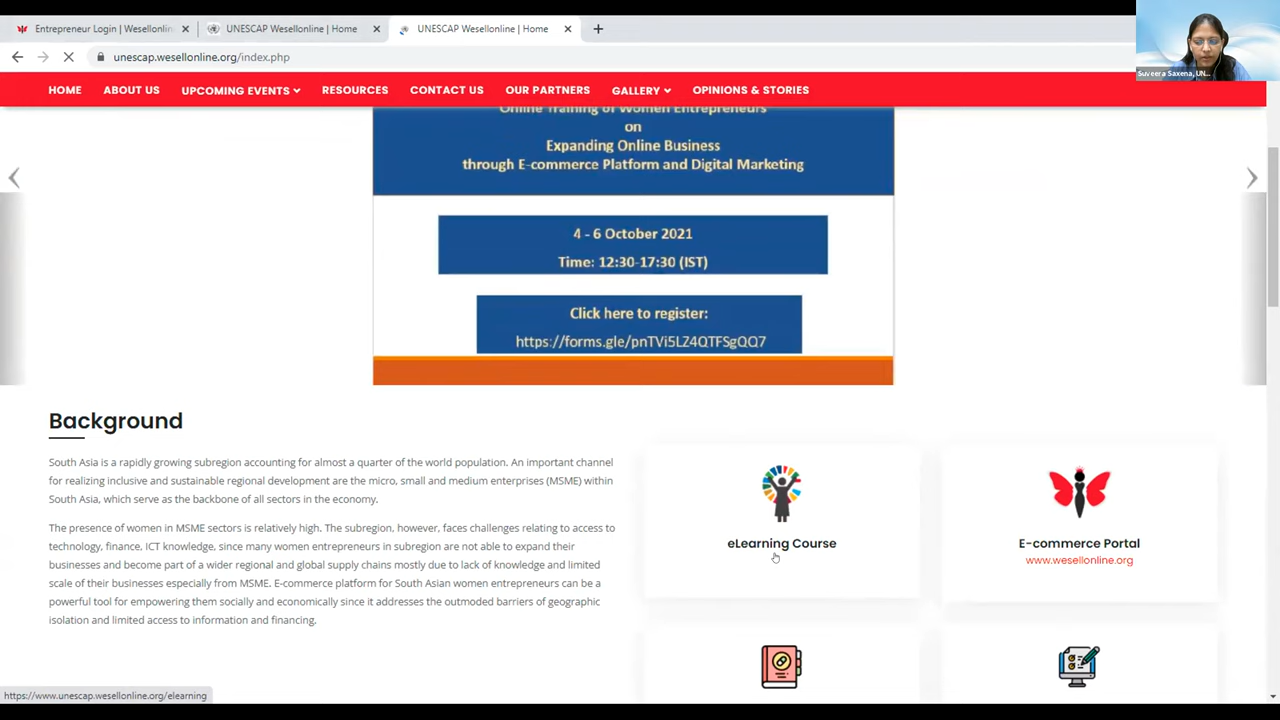 Entrepreneur Login | Wesellonlin
UNESCAP Wesellonline | Home
UNESCAP Wesellonline | Home
unescap.wesellonline.org/index.php
Suveera Saxena, UN...
HOME
ABOUT US
UPCOMING EVENTS
RESOURCES
CONTACT US
OUR PARTNERS
GALLERY
OPINIONS & STORIES
Online Training of Women Entrepreneurs
on
Expanding Online Business
through E-commerce Platform and Digital Marketing
4 - 6 October 2021
Time: 12:30-17:30 (IST)
Click here to register:
https://forms.gle/pnTVi5LZ4QTFSgQQ7
Background
South Asia is a rapidly growing subregion accounting for almost a quarter of the world population. An important channel
for realizing inclusive and sustainable regional development are the micro, small and medium enterprises (MSME) within
South Asia, which serve as the backbone of all sectors in the economy.
The presence of women in MSME sectors is relatively high. The subregion, however, faces challenges relating to access to
technology, finance, ICT knowledge, since many women entrepreneurs in subregion are not able to expand their
businesses and become part of a wider regional and global supply chains mostly due to lack of knowledge and limited
scale of their businesses especially from MSME. E-commerce platform for South Asian women entrepreneurs can be a
powerful tool for empowering them socially and economically since it addresses the outmoded barriers of geographic
isolation and limited access to information and financing.
eLearning Course
E-commerce Portal
www.wesellonline.org
https://www.unescap.wesellonline.org/elearning